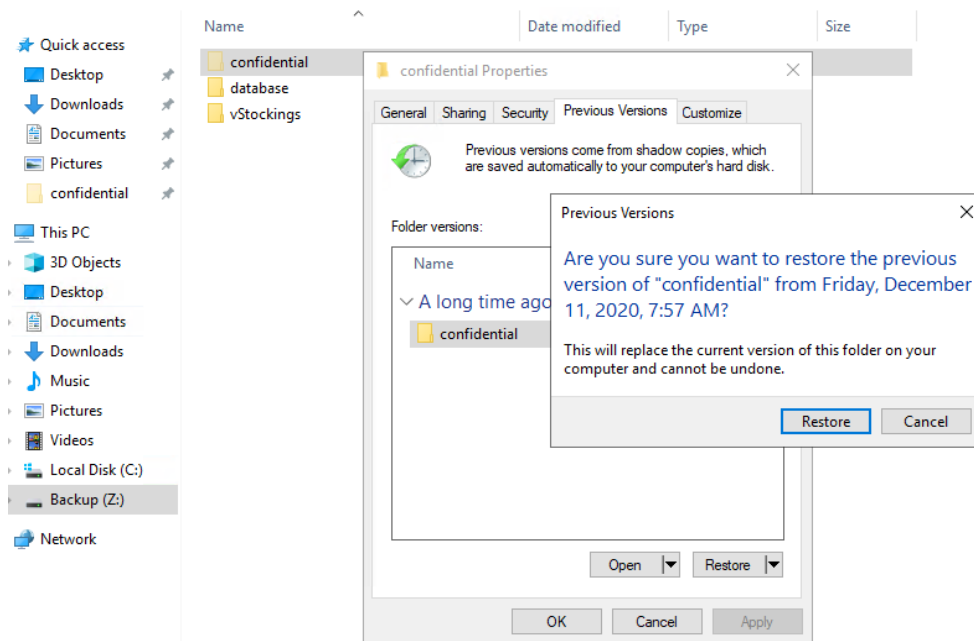 Name Date modified Type Size
Quick access
Desktop
Downloads
Documents
Pictures
confidential
This PC
3D Objects
Desktop
Documents
Downloads
Music
Pictures
Videos
Local Disk (C:)
Backup (Z:)
Network
confidential
database
vStockings
confidential Properties
General Sharing Security Previous Versions Customize
Previous versions come from shadow copies, which
are saved automatically to your computer's hard disk.
Folder versions:
Name
A long time ago
confidential
Open Restore
OK Cancel Apply
Previous Versions
Are you sure you want to restore the previous
version of "confidential" from Friday, December
11, 2020, 7:57 AM?
This will replace the current version of this folder on your
computer and cannot be undone.
Restore Cancel